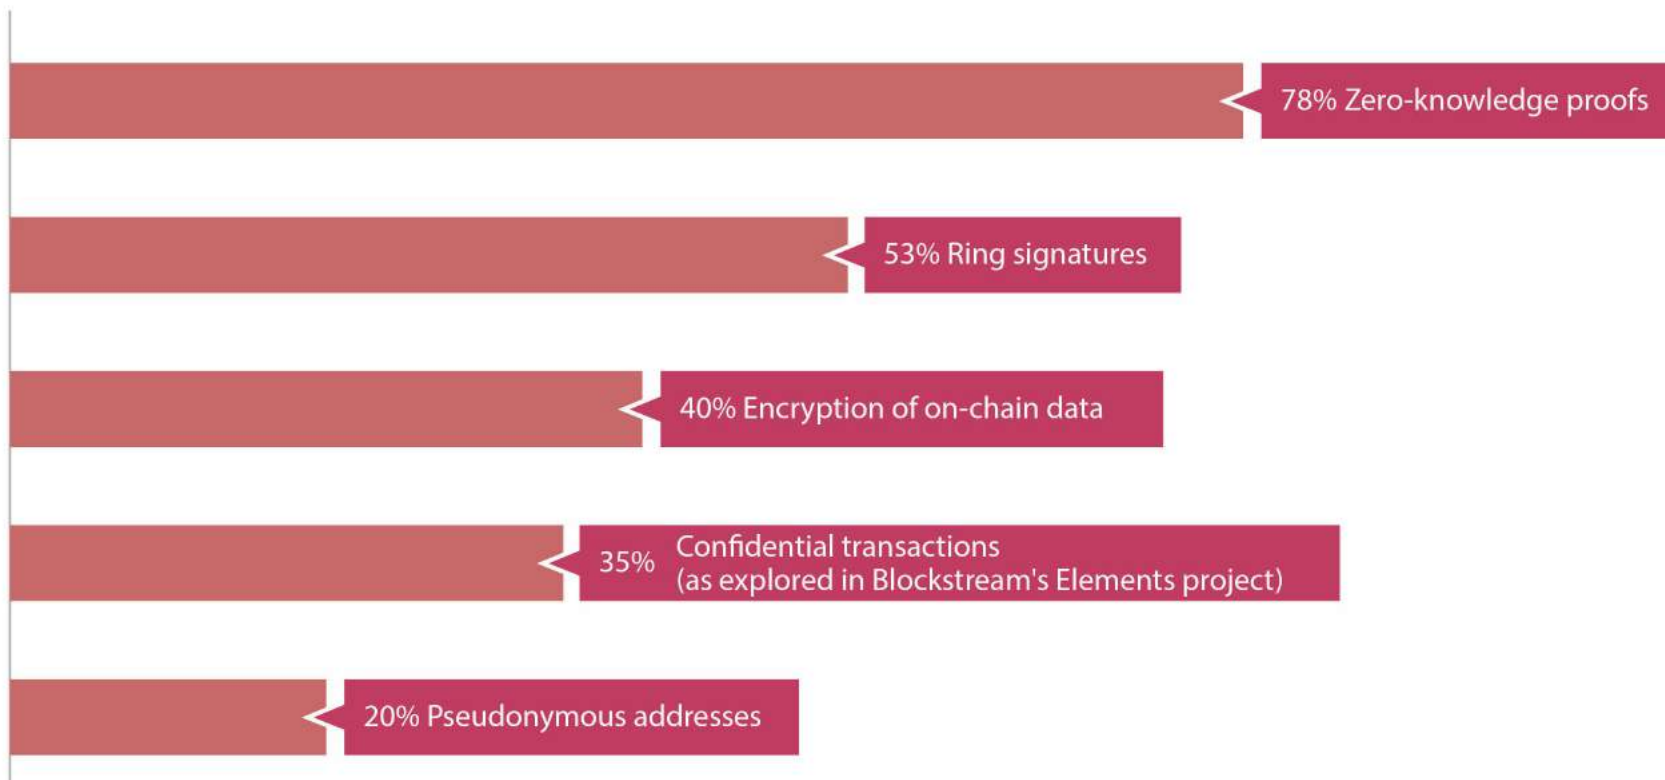 78% Zero-knowledge proofs
53% Ring signatures
40% Encryption of on-chain data
35% Confidential transactions
(as explored in Blockstream's Elements project)
20% Pseudonymous addresses